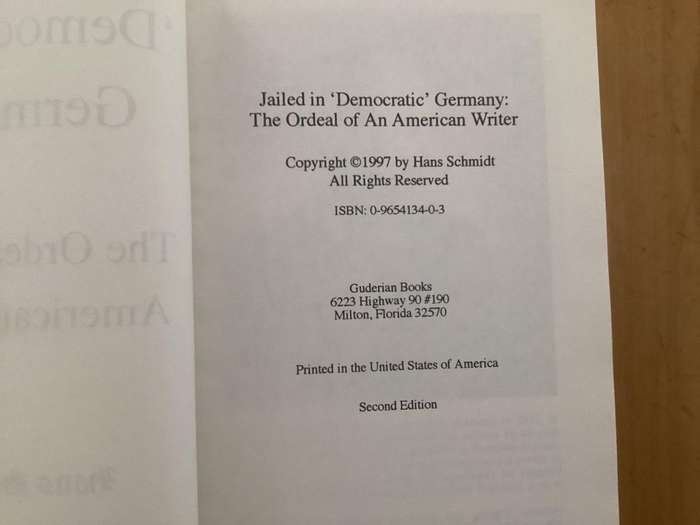 Jailed in ‘Democratic’ Germany:
The Ordeal of An American Writer
Copyright ©1997 by Hans Schmidt
All Rights Reserved
ISBN: 0-9654134-0-3
Guderian Books
6223 Highway 90 #190
Milton, Florida 32570
Printed in the United States of America
Second Edition